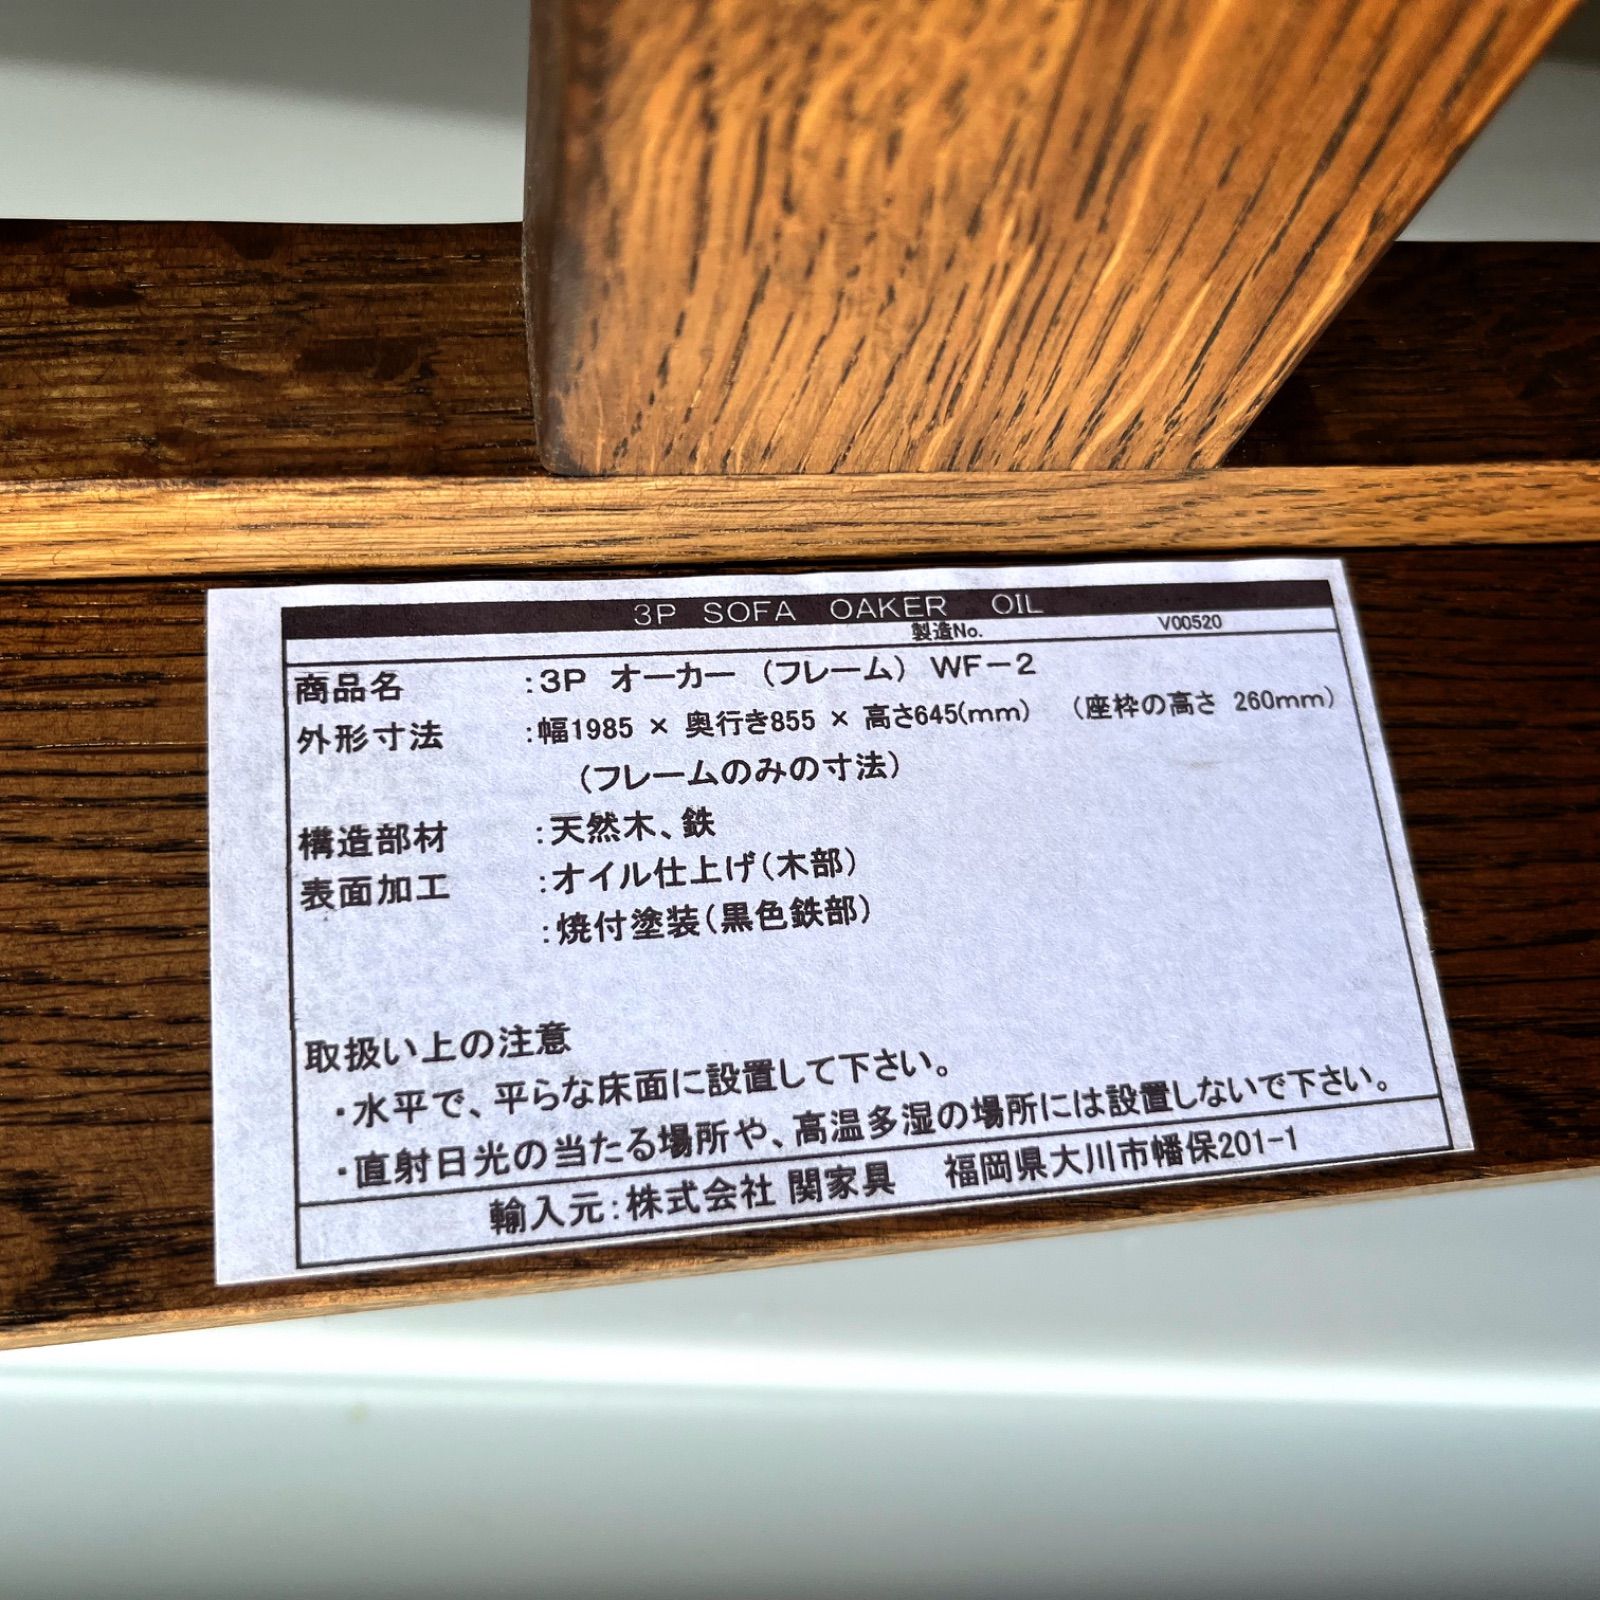 3P SOFA OAKER OIL
製造No. V00520
商品名 :3P オーカー (フレーム) WF-2
外形寸法 :幅1985 × 奥行き855 × 高さ645(mm) (座枠の高さ 260mm)
(フレームのみの寸法)
構造部材 :天然木、鉄
表面加工 :オイル仕上げ(木部)
:焼付塗装(黒色鉄部)
取扱い上の注意
・水平で、平らな床面に設置して下さい。
・直射日光の当たる場所や、高温多湿の場所には設置しないで下さい。
輸入元:株式会社 関家具 福岡県大川市幡保201-1